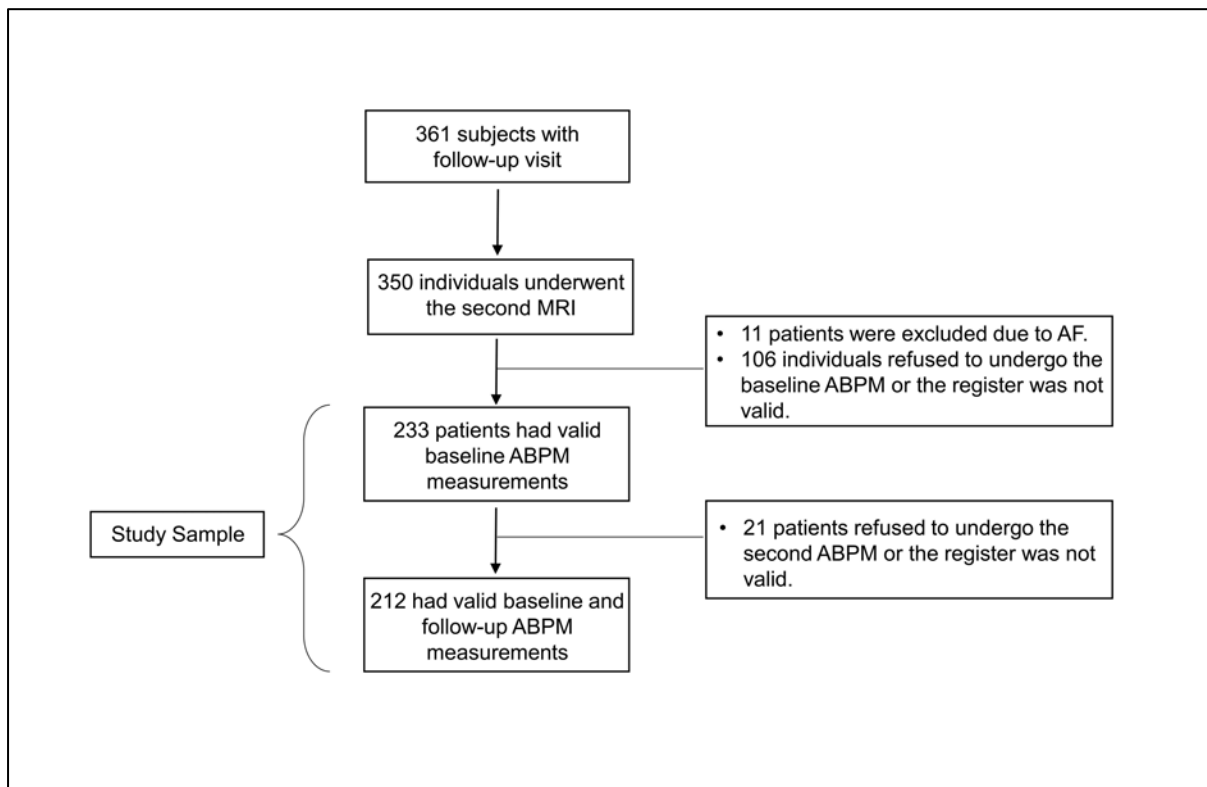 361 subjects with
follow-up visit
350 individuals underwent
the second MRI
• 11 patients were excluded due to AF.
• 106 individuals refused to undergo the
baseline ABPM or the register was not
valid.
233 patients had valid
baseline ABPM
measurements
Study Sample
• 21 patients refused to undergo the
second ABPM or the register was not
valid.
212 had valid baseline and
follow-up ABPM
measurements